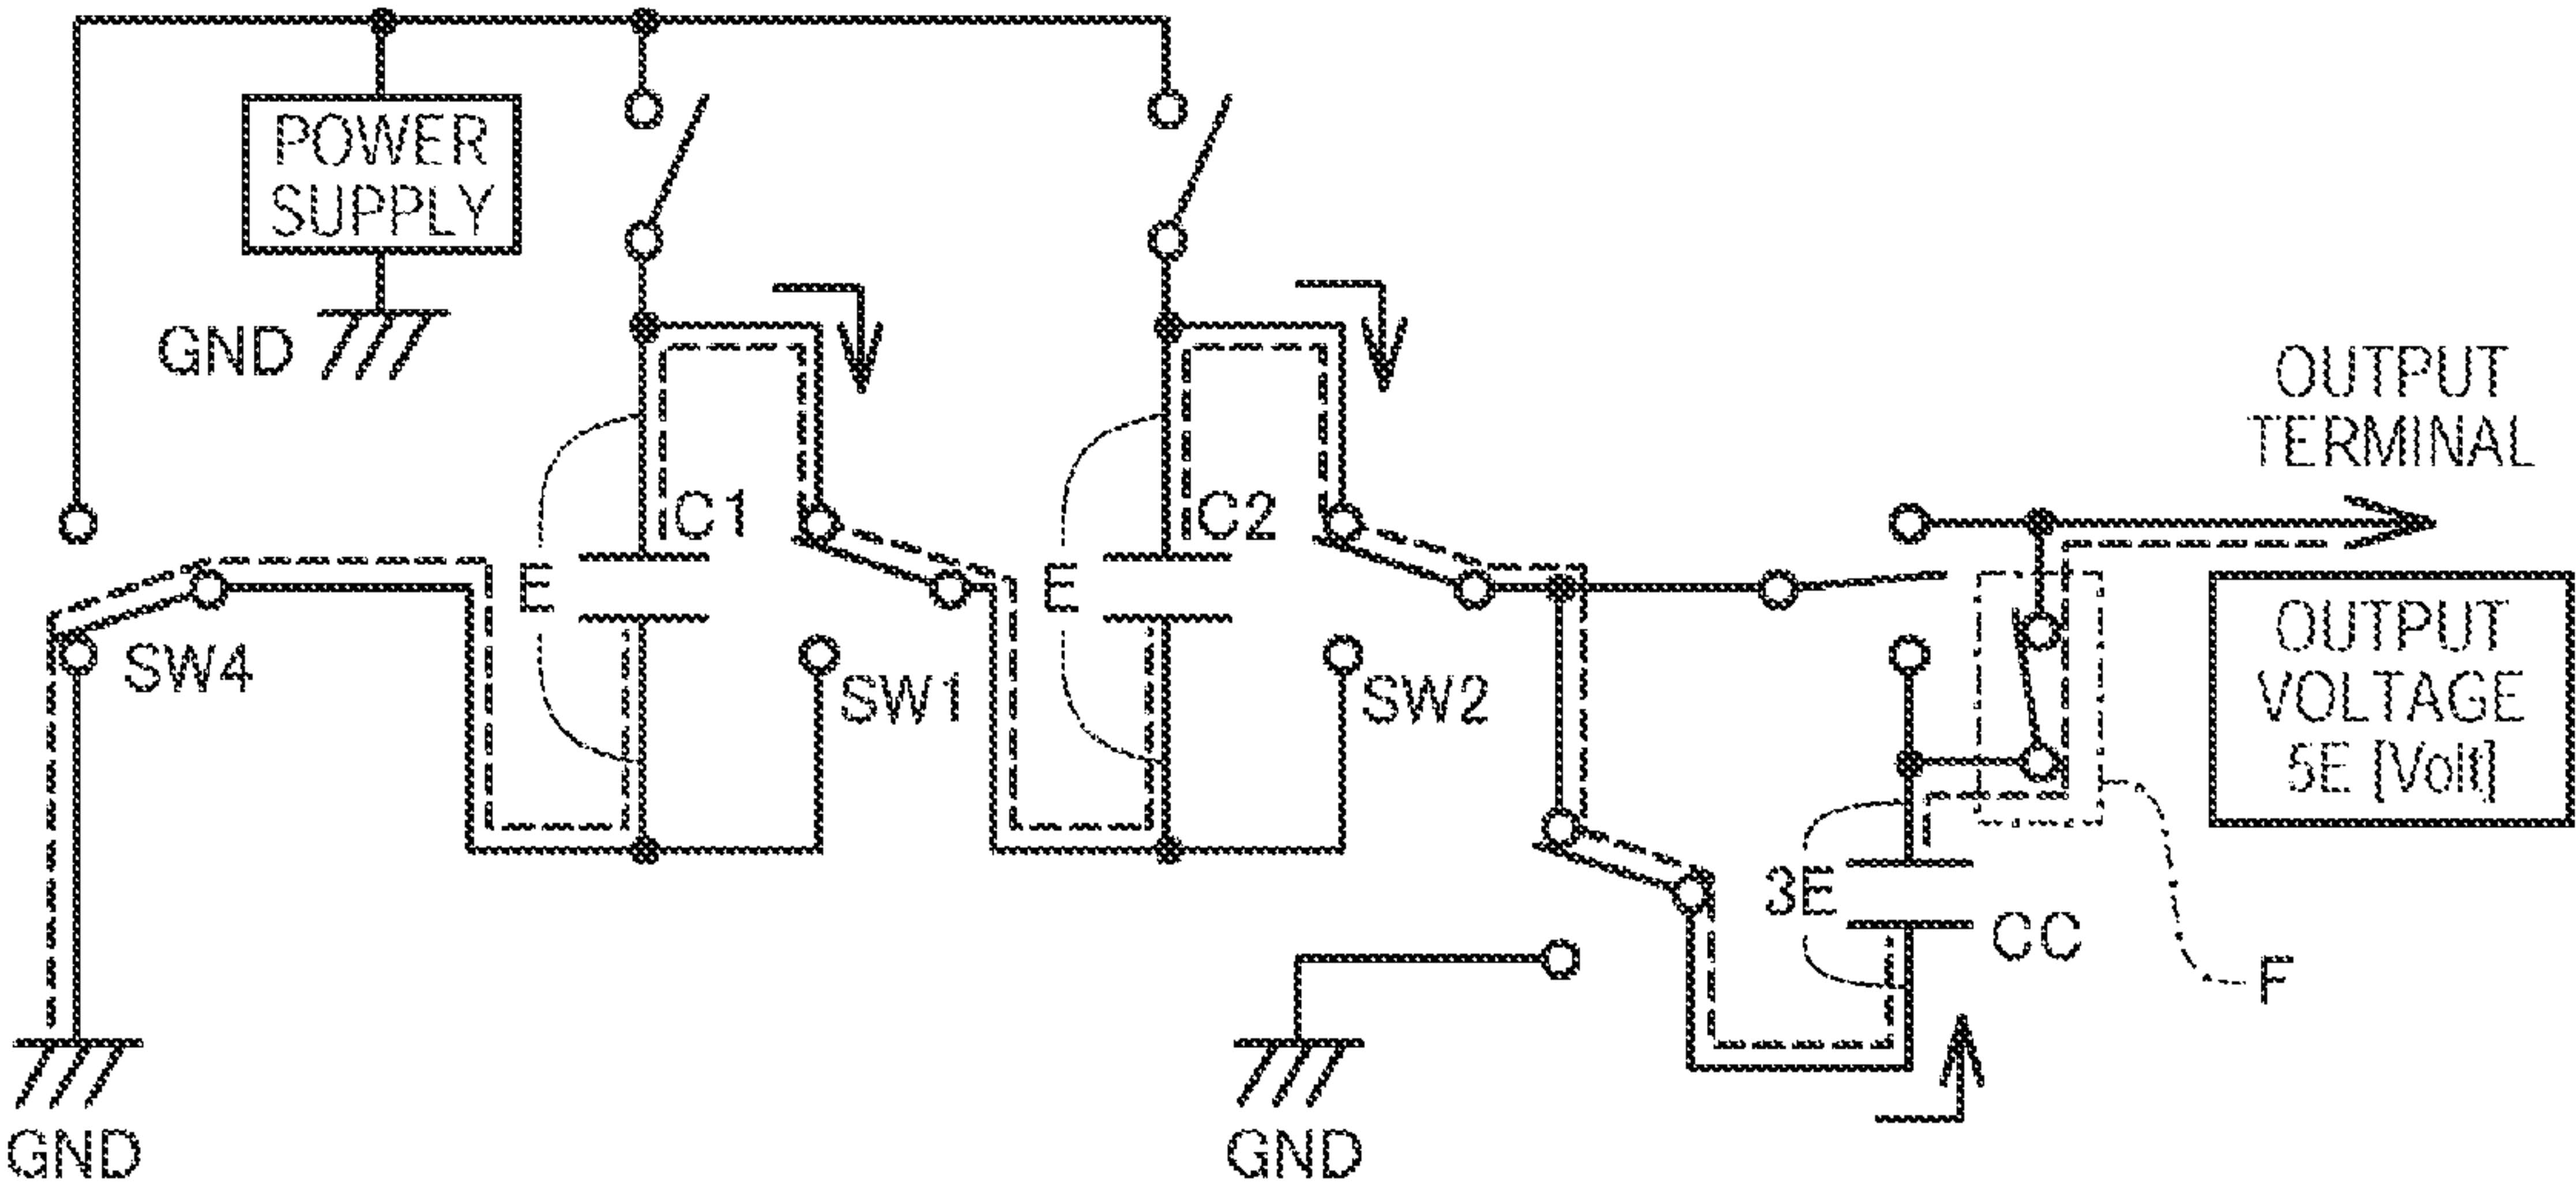 POWER
SUPPLY
GND
OUTPUT
TERMINAL
C1
C2
E
E
SW4
SW1
SW2
OUTPUT
VOLTAGE
5E [Volt]
3E
CC
F
GND
GND